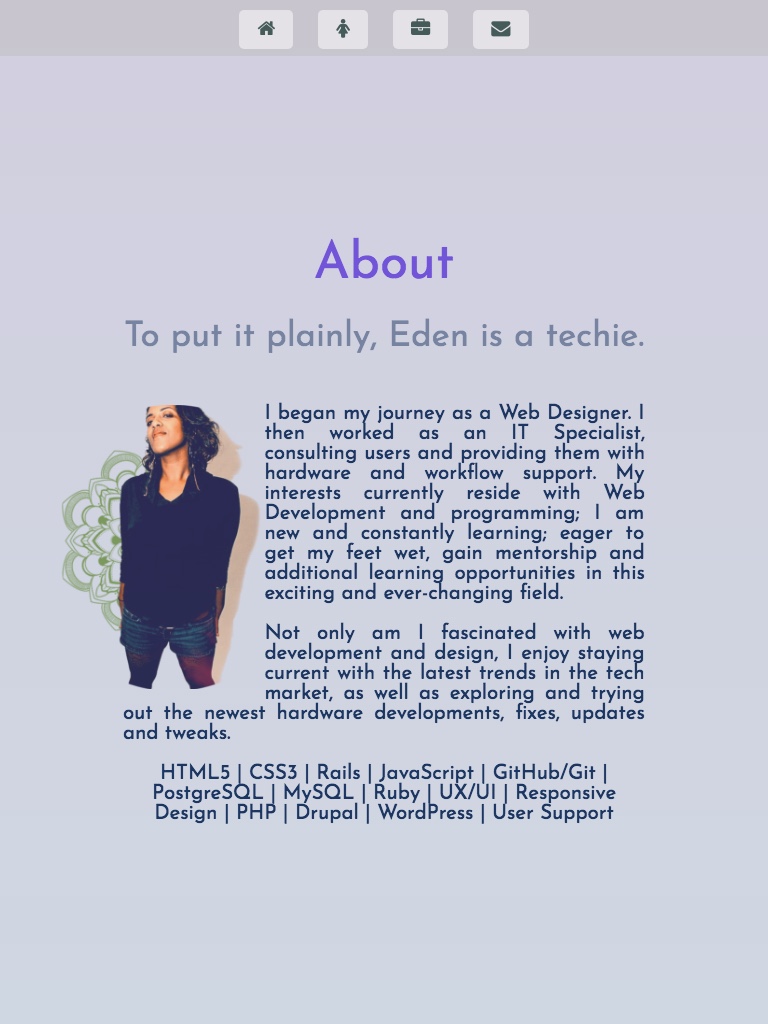 About
To put it plainly, Eden is a techie.
I began my journey as a Web Designer. I
then worked as an IT Specialist,
consulting users and providing them with
hardware and workflow support. My
interests currently reside with Web
Development and programming; I am
new and constantly learning; eager to
get my feet wet, gain mentorship and
additional learning opportunities in this
exciting and ever-changing field.
Not only am I fascinated with web
development and design, I enjoy staying
current with the latest trends in the tech
market, as well as exploring and trying
out the newest hardware developments, fixes, updates
and tweaks.
HTML5 | CSS3 | Rails | JavaScript | GitHub/Git |
PostgreSQL | MySQL | Ruby | UX/UI | Responsive
Design | PHP | Drupal | WordPress | User Support